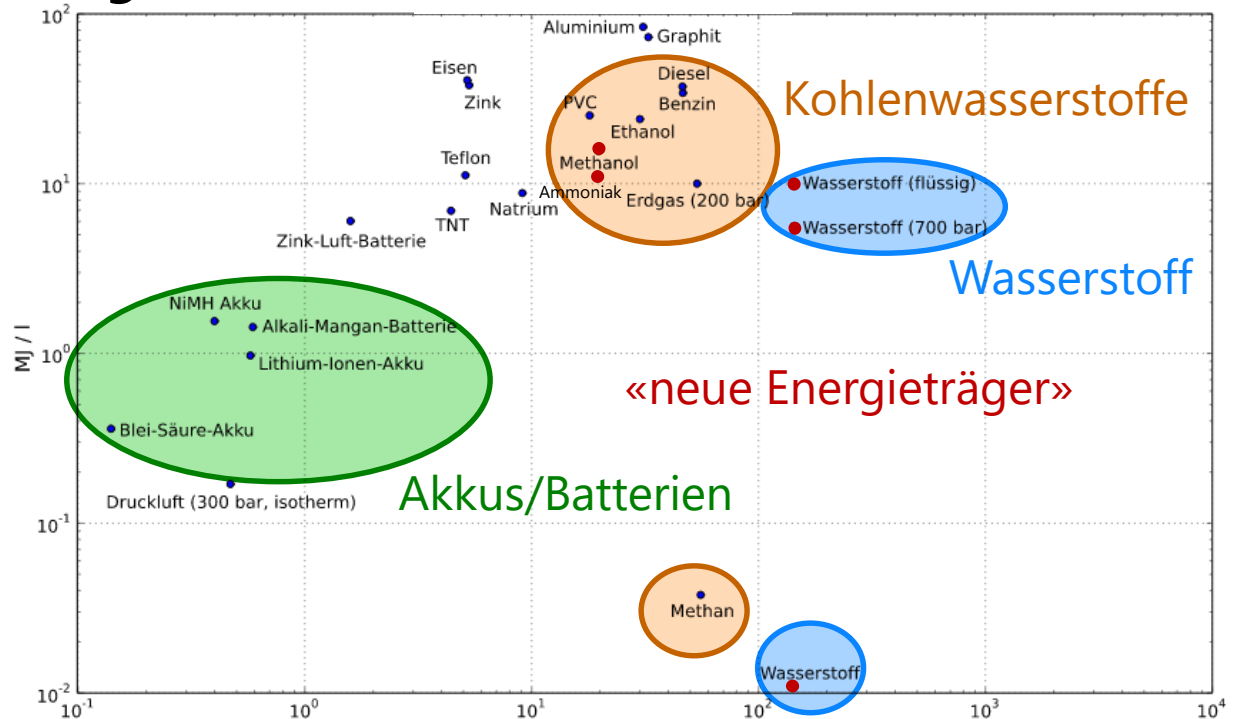 10²
Aluminium
Graphit
Eisen
Zink
Diesel
Benzin
PVC
Ethanol
Kohlenwasserstoffe
Teflon
Methanol
10¹
Ammoniak
Erdgas (200 bar)
Wasserstoff (flüssig)
Natrium
TNT
Wasserstoff (700 bar)
Zink-Luft-Batterie
Wasserstoff
NiMH Akku
Alkali-Mangan-Batterie
MJ / l
10⁰
Lithium-Ionen-Akku
«neue Energieträger»
Blei-Säure-Akku
Akkus/Batterien
Druckluft (300 bar, isotherm)
10⁻¹
Methan
Wasserstoff
10⁻²
10⁻¹ 10⁰ 10¹ 10² 10³ 10⁴